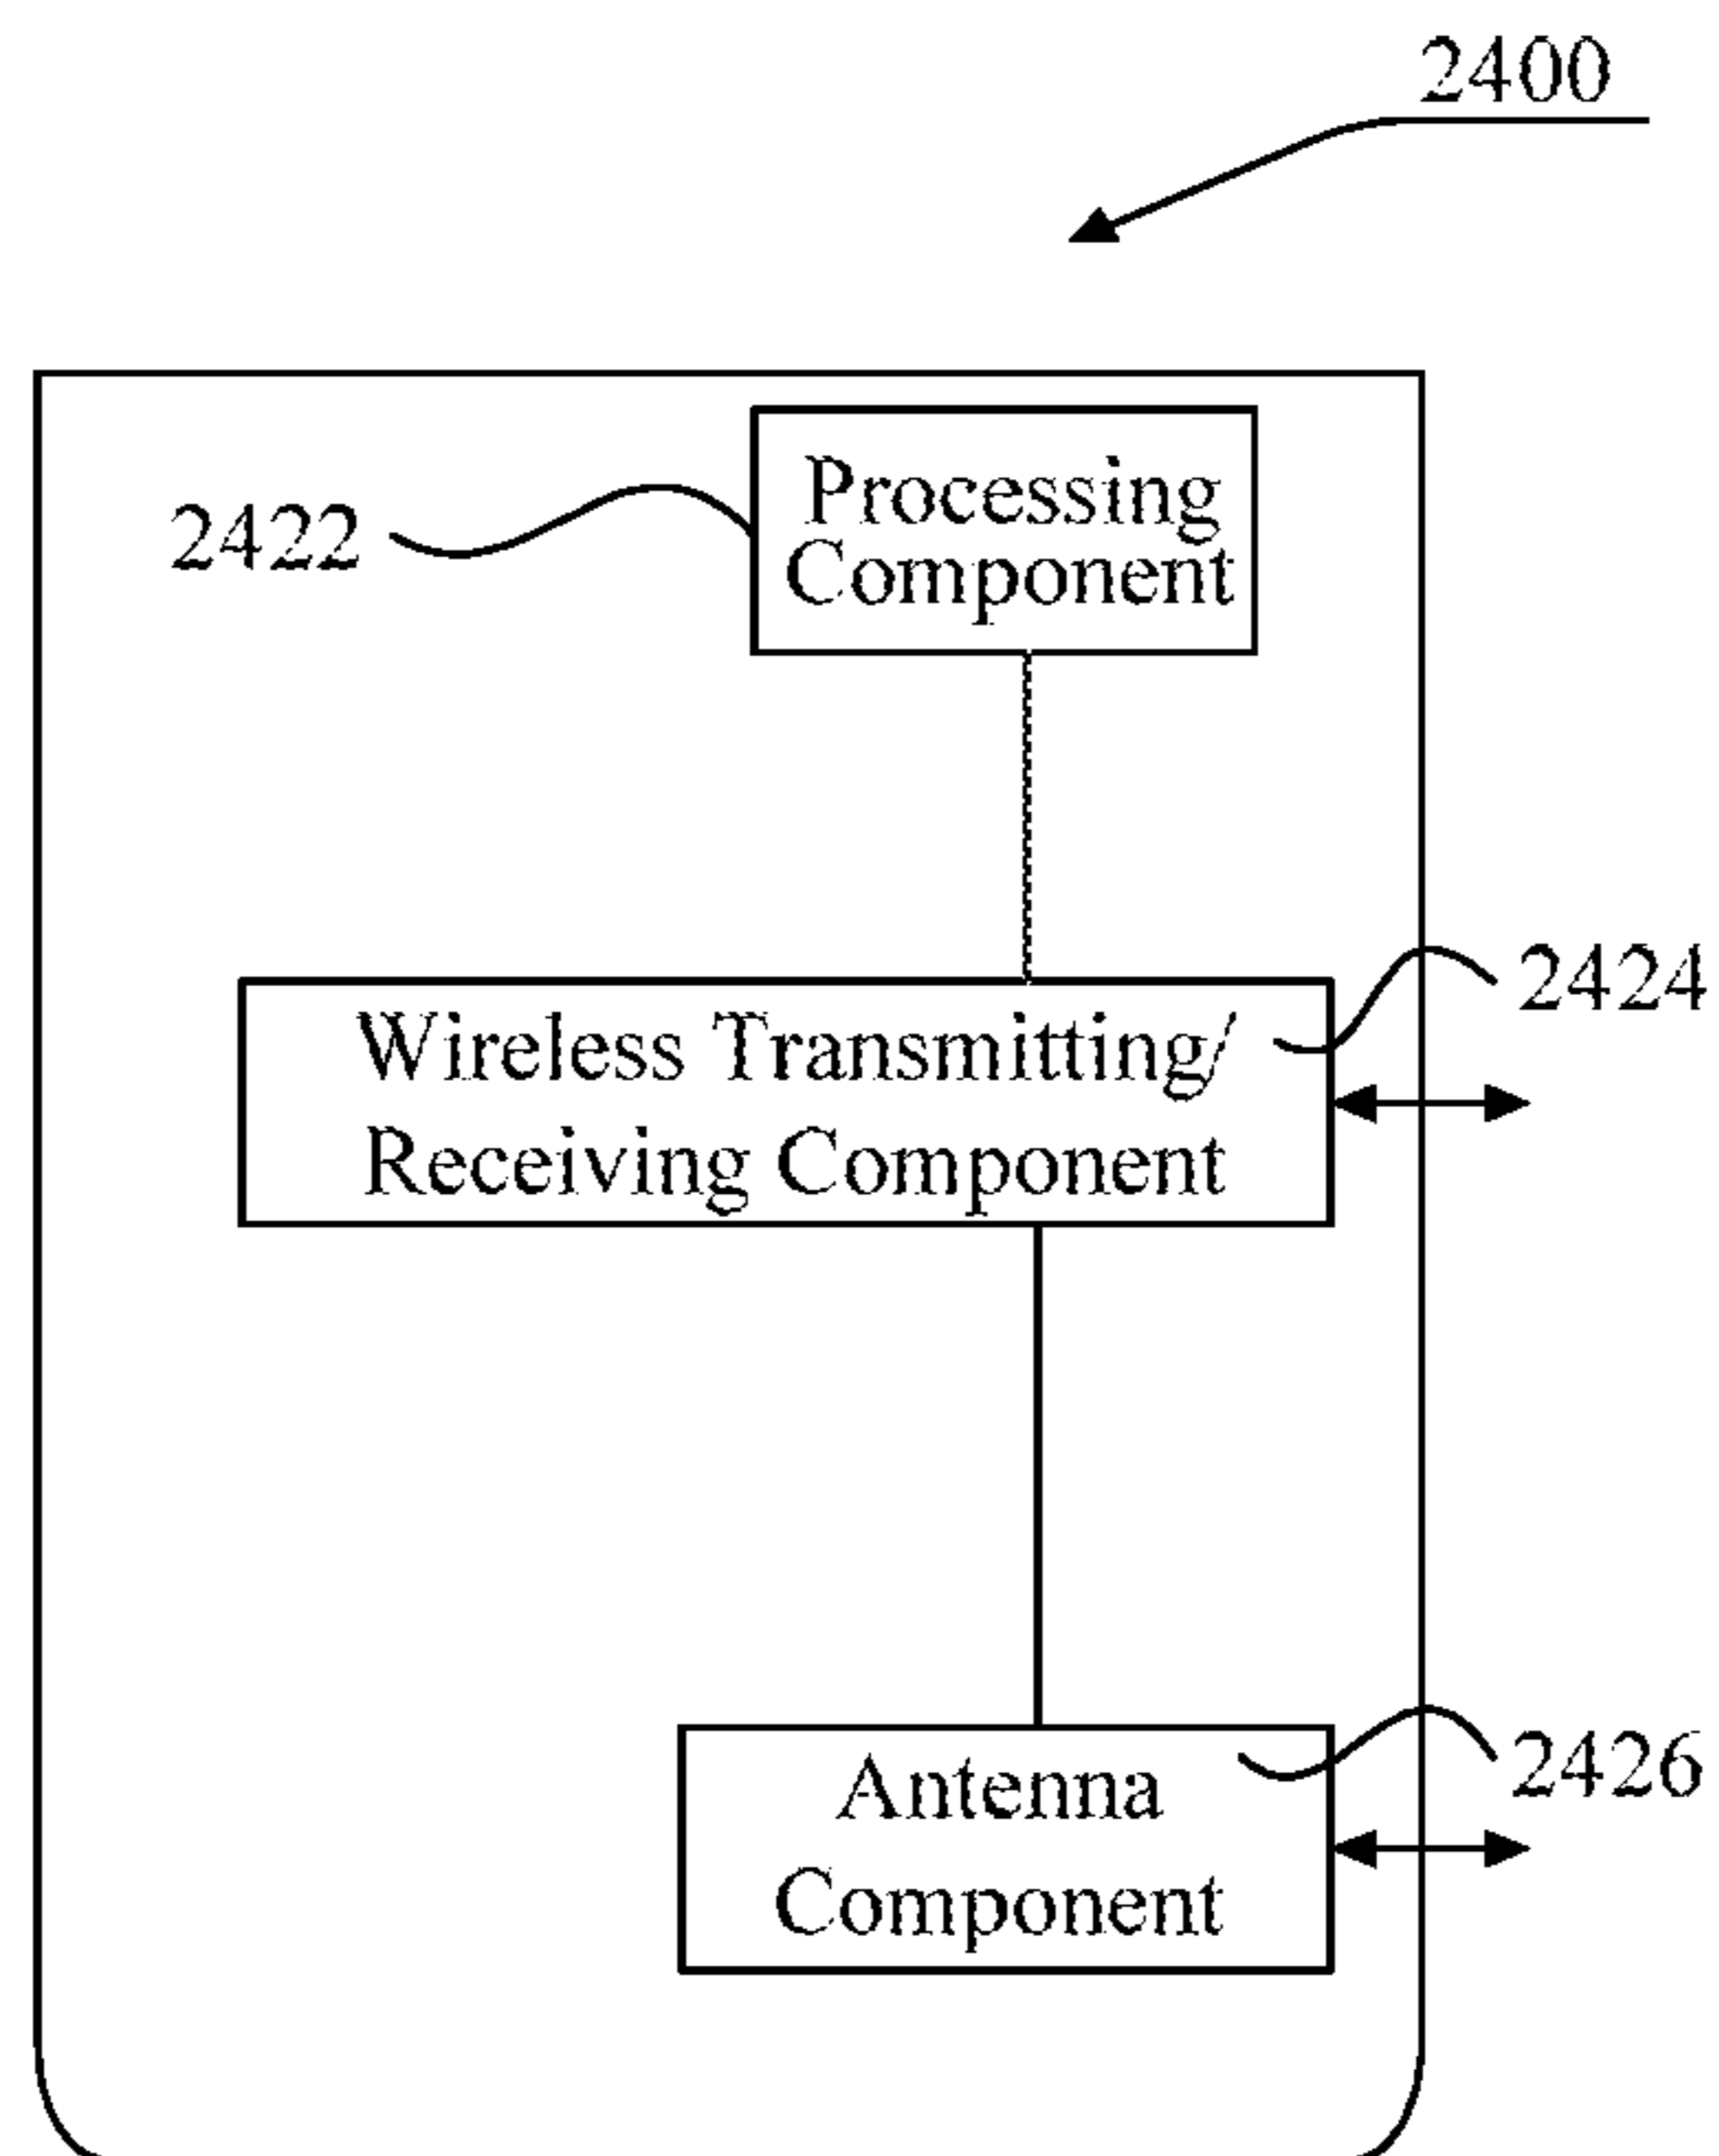 2400
Processing
2422
Component
Wireless Transmitting/
2424
Receiving Component
Antenna
2426
Component